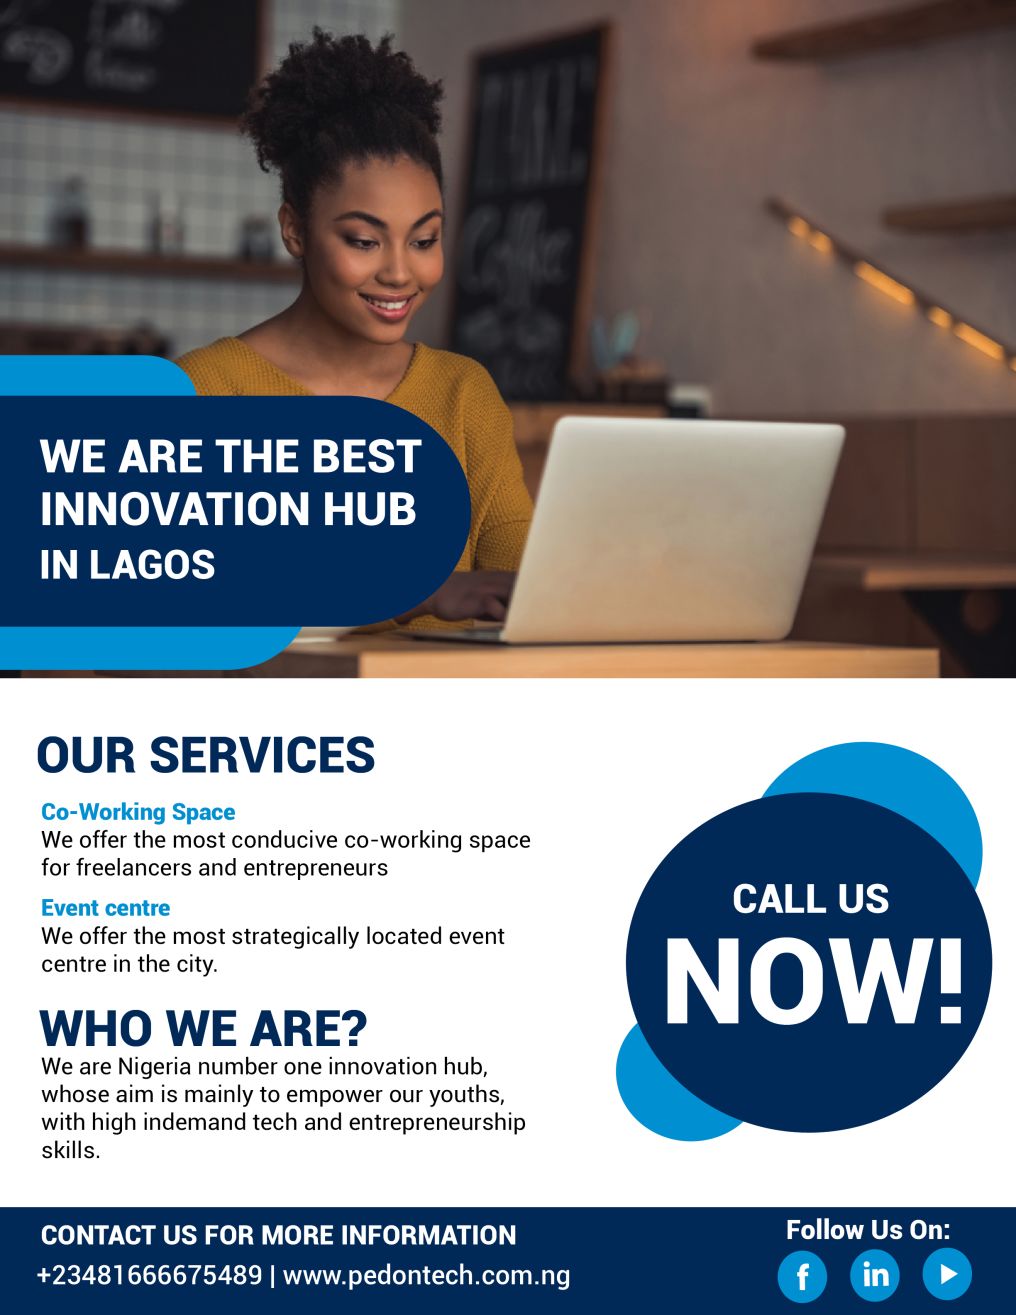 WE ARE THE BEST
INNOVATION HUB
IN LAGOS
OUR SERVICES
Co-Working Space
We offer the most conducive co-working space
for freelancers and entrepreneurs
Event centre
We offer the most strategically located event
centre in the city.
WHO WE ARE?
We are Nigeria number one innovation hub,
whose aim is mainly to empower our youths,
with high indemand tech and entrepreneurship
skills.
CALL US
NOW!
CONTACT US FOR MORE INFORMATION
+23481666675489 | www.pedontech.com.ng
Follow Us On:
f
in